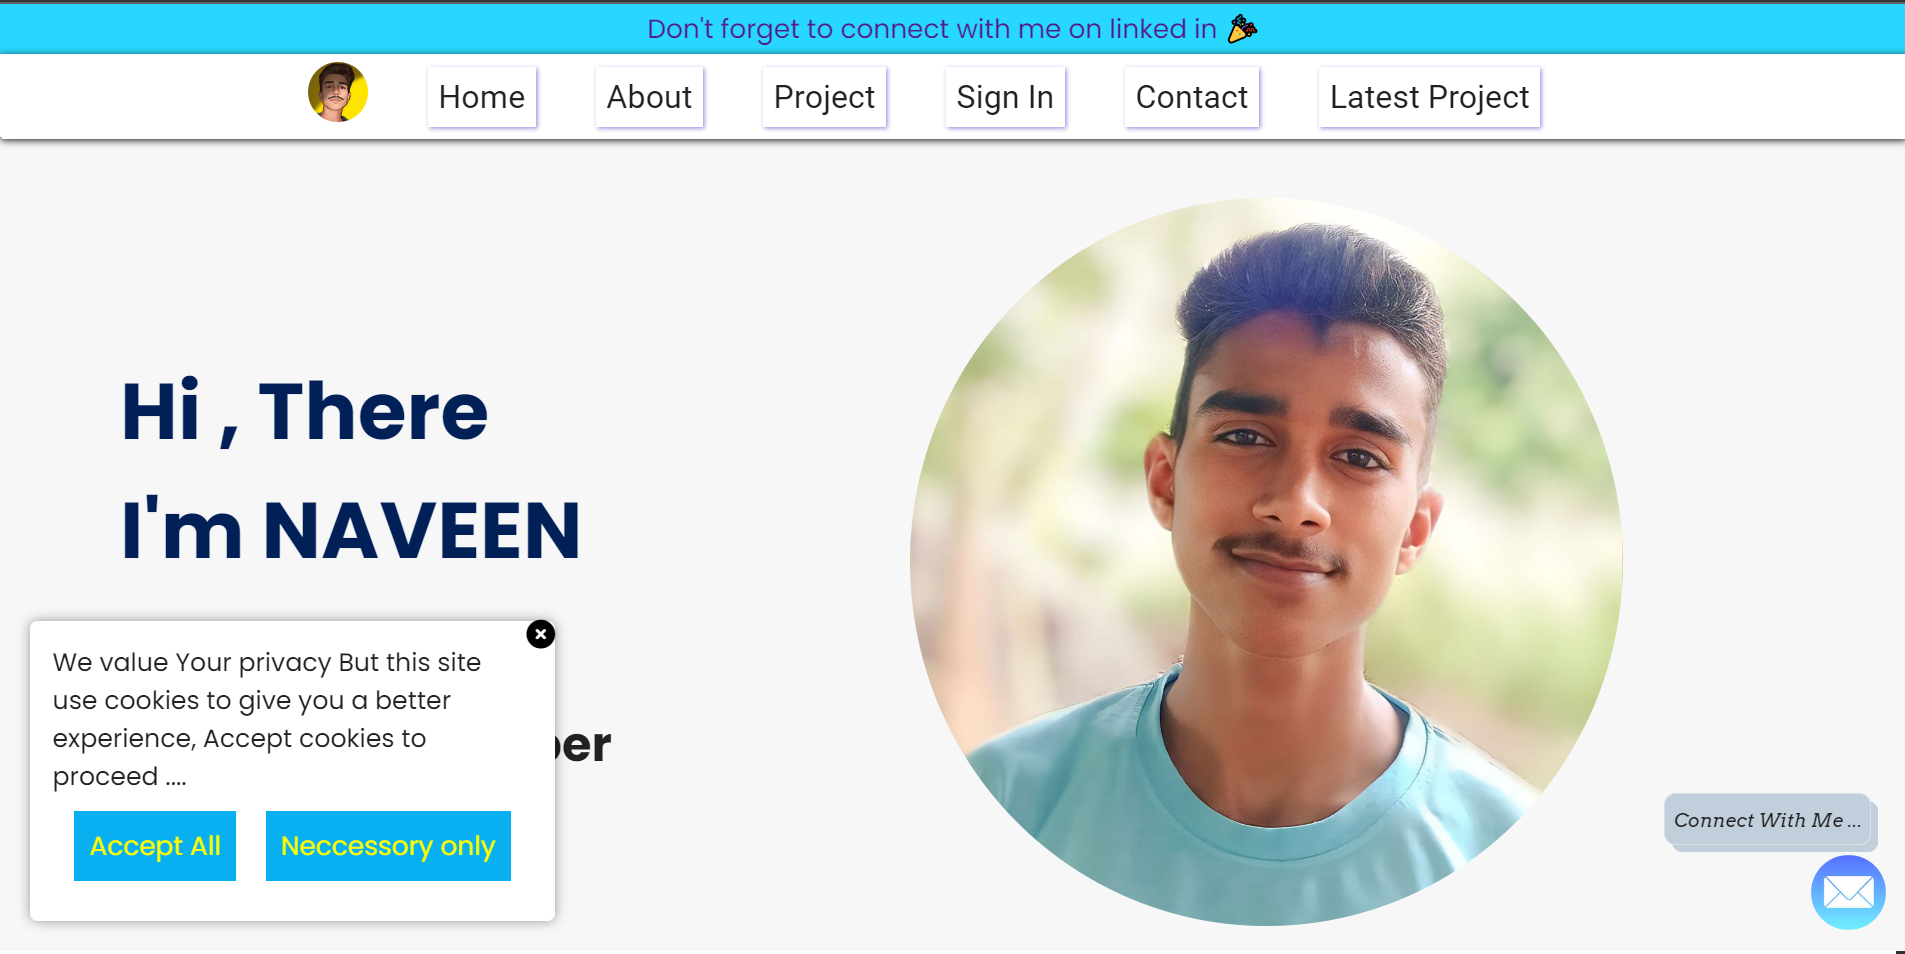 Don't forget to connect with me on linked in 🎉
Home About Project Sign In Contact Latest Project
Hi , There
I'm NAVEEN
We value Your privacy But this site
use cookies to give you a better
experience, Accept cookies to
proceed ....
Accept All Neccessory only
Connect With Me ...